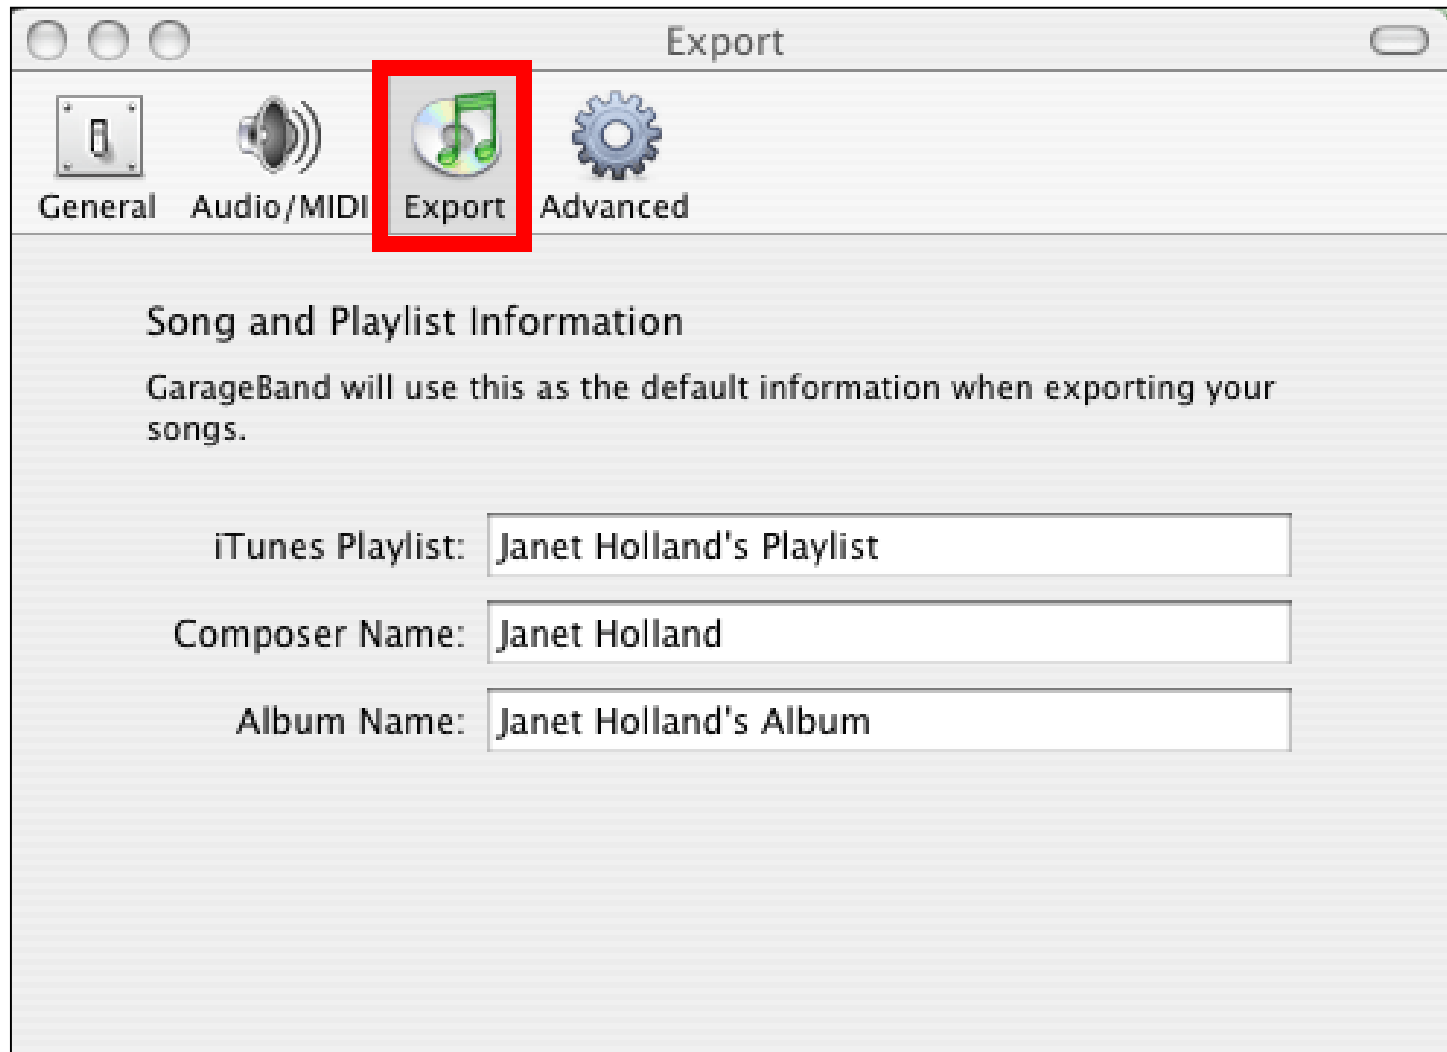 Export
General Audio/MIDI Export Advanced
Song and Playlist Information
GarageBand will use this as the default information when exporting your
songs.
iTunes Playlist: Janet Holland's Playlist
Composer Name: Janet Holland
Album Name: Janet Holland's Album